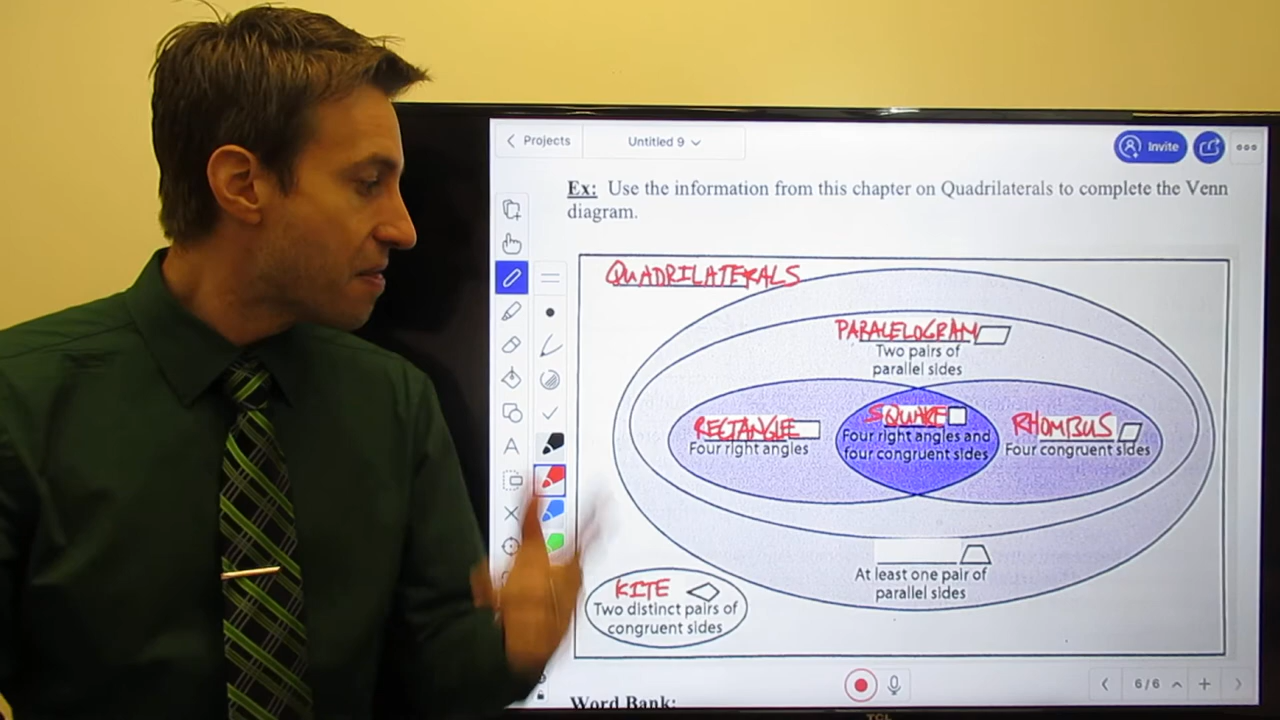 Projects
Untitled 9
Invite
Ex: Use the information from this chapter on Quadrilaterals to complete the Venn
diagram.
QUADRILATERALS
PARALELOGRAM
Two pairs of
parallel sides
RECTANGLE
Four right angles
SQUARE
Four right angles and
four congruent sides
RHOMBUS
Four congruent sides
At least one pair of
parallel sides
KITE
Two distinct pairs of
congruent sides
6/6
Word Bank:
TCL